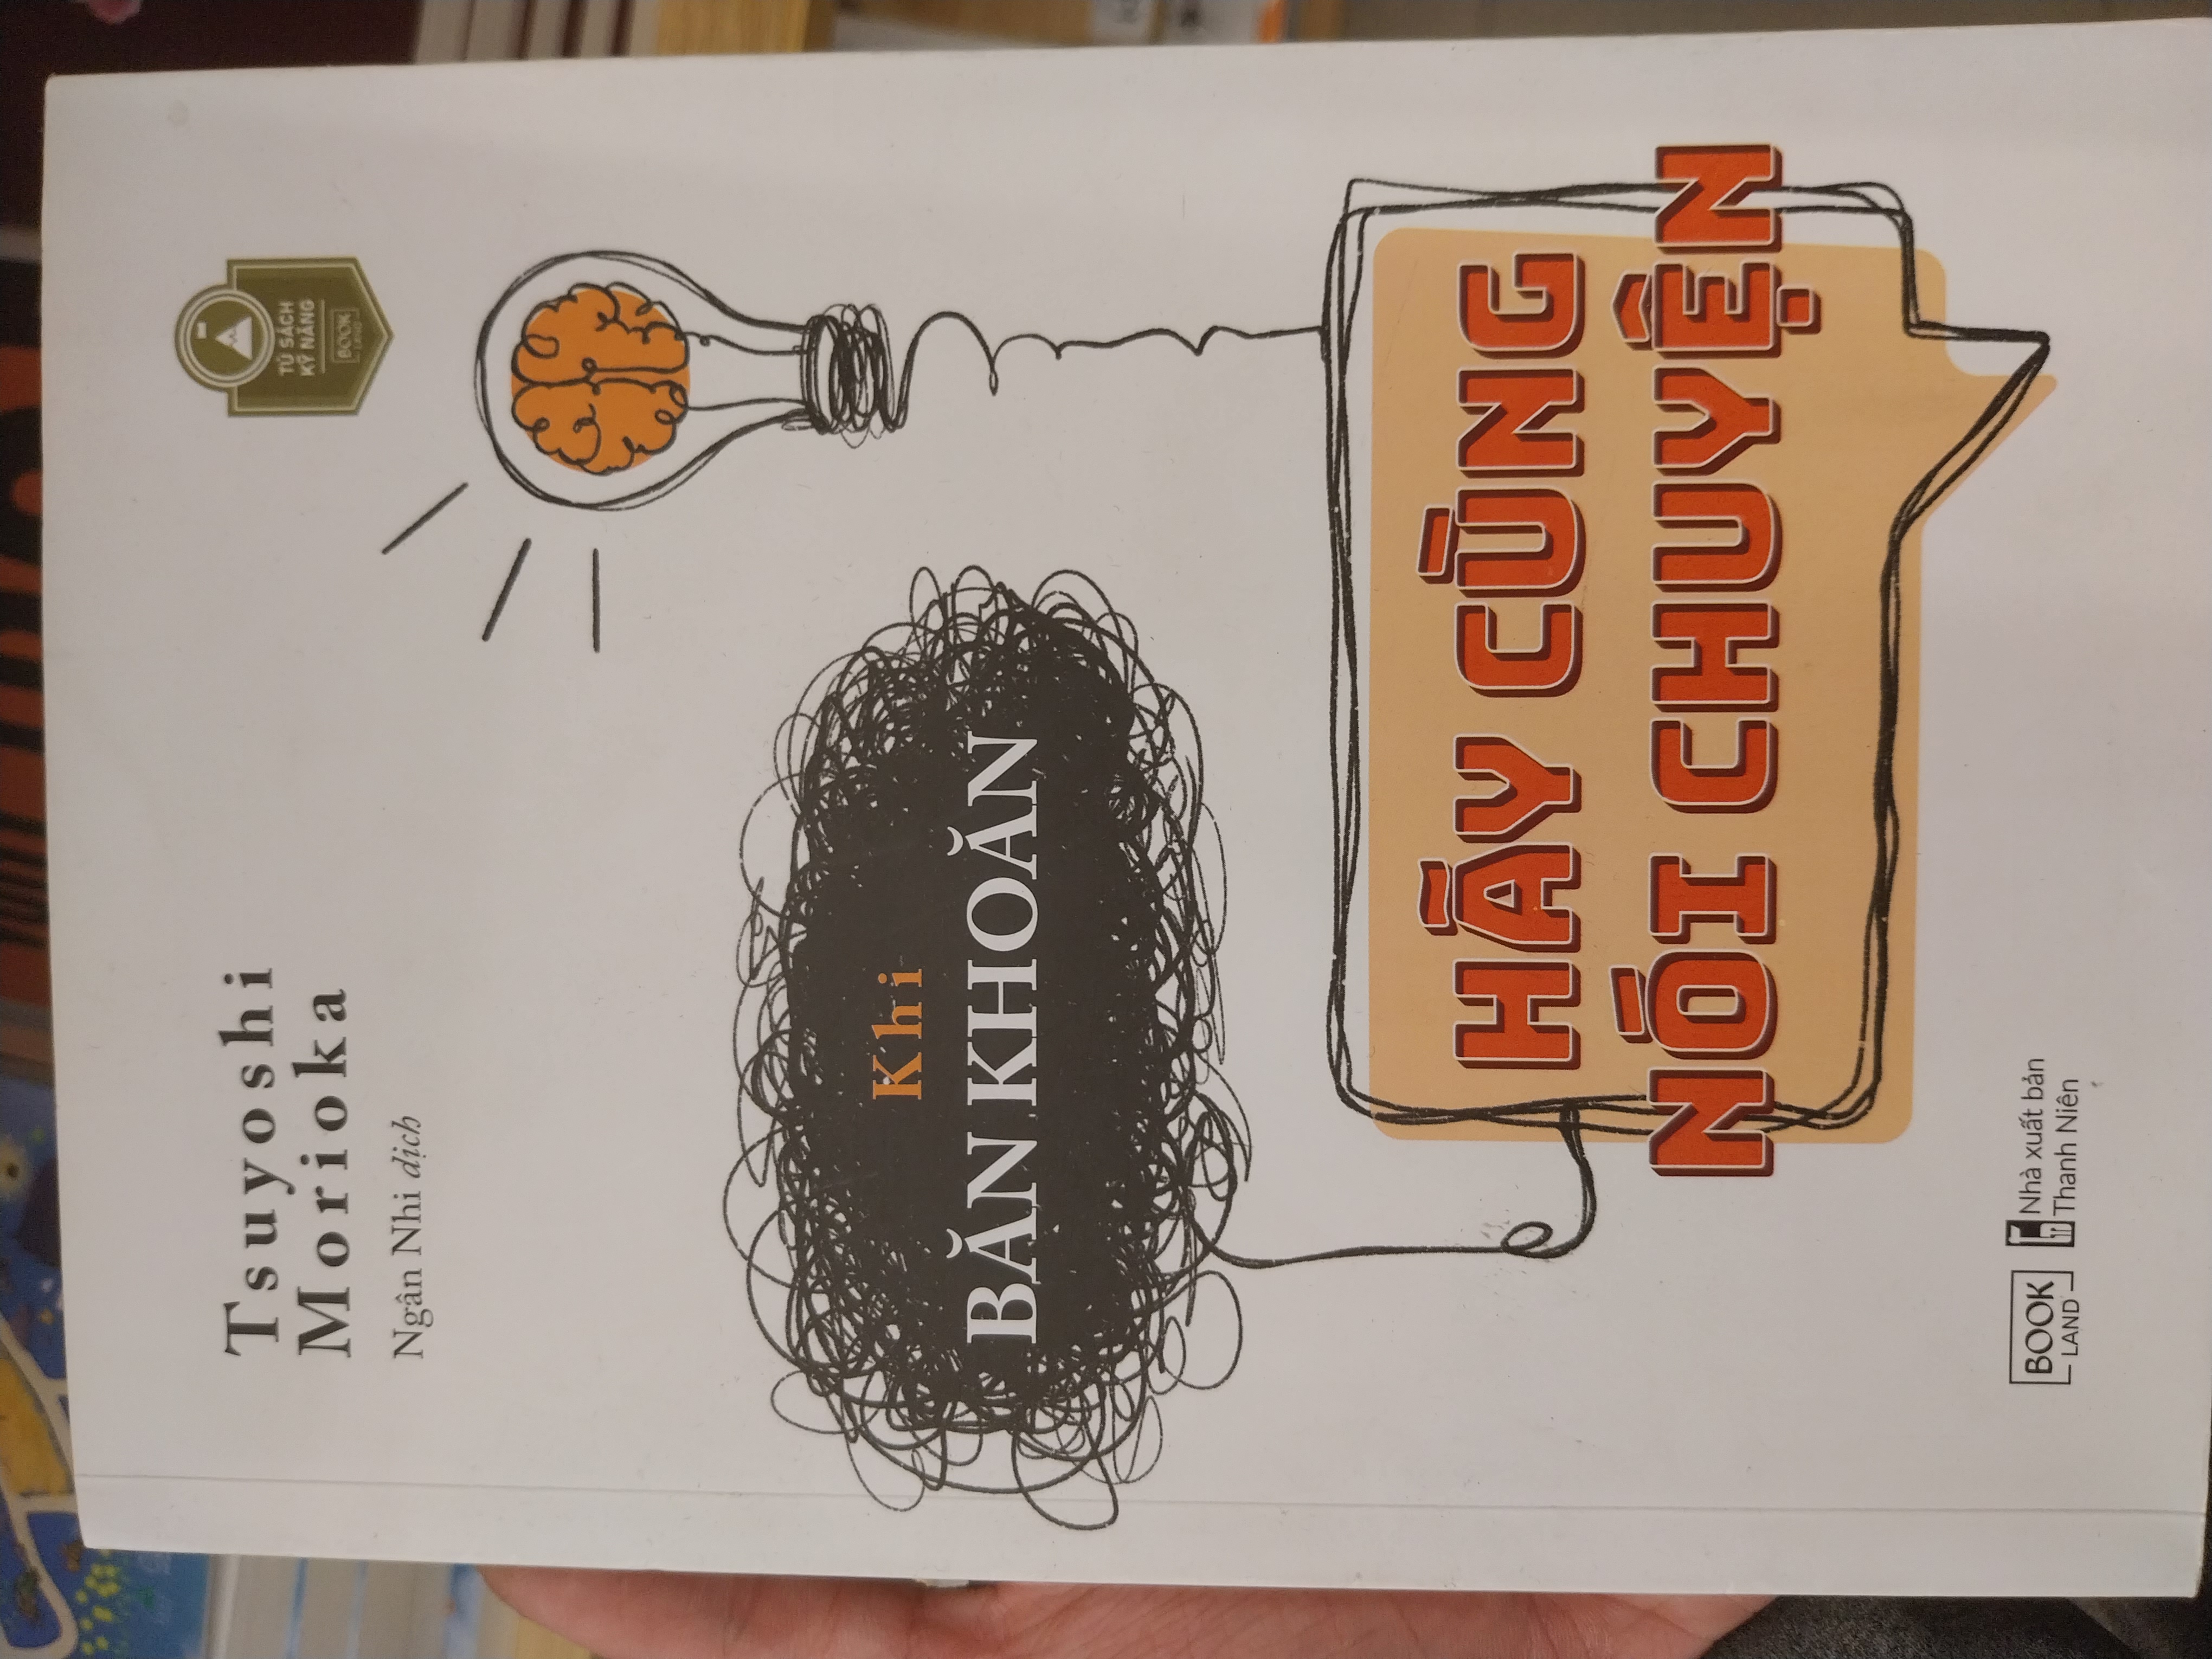 Tsuyoshi
Morioka
Ngân Nhi dịch
TỦ SÁCH
KỸ NĂNG
BOOK
LAND
Khi
BĂN KHOĂN
HÃY CÙNG
NÓI CHUYỆN
BOOK
LAND
Nhà xuất bản
Thanh Niên